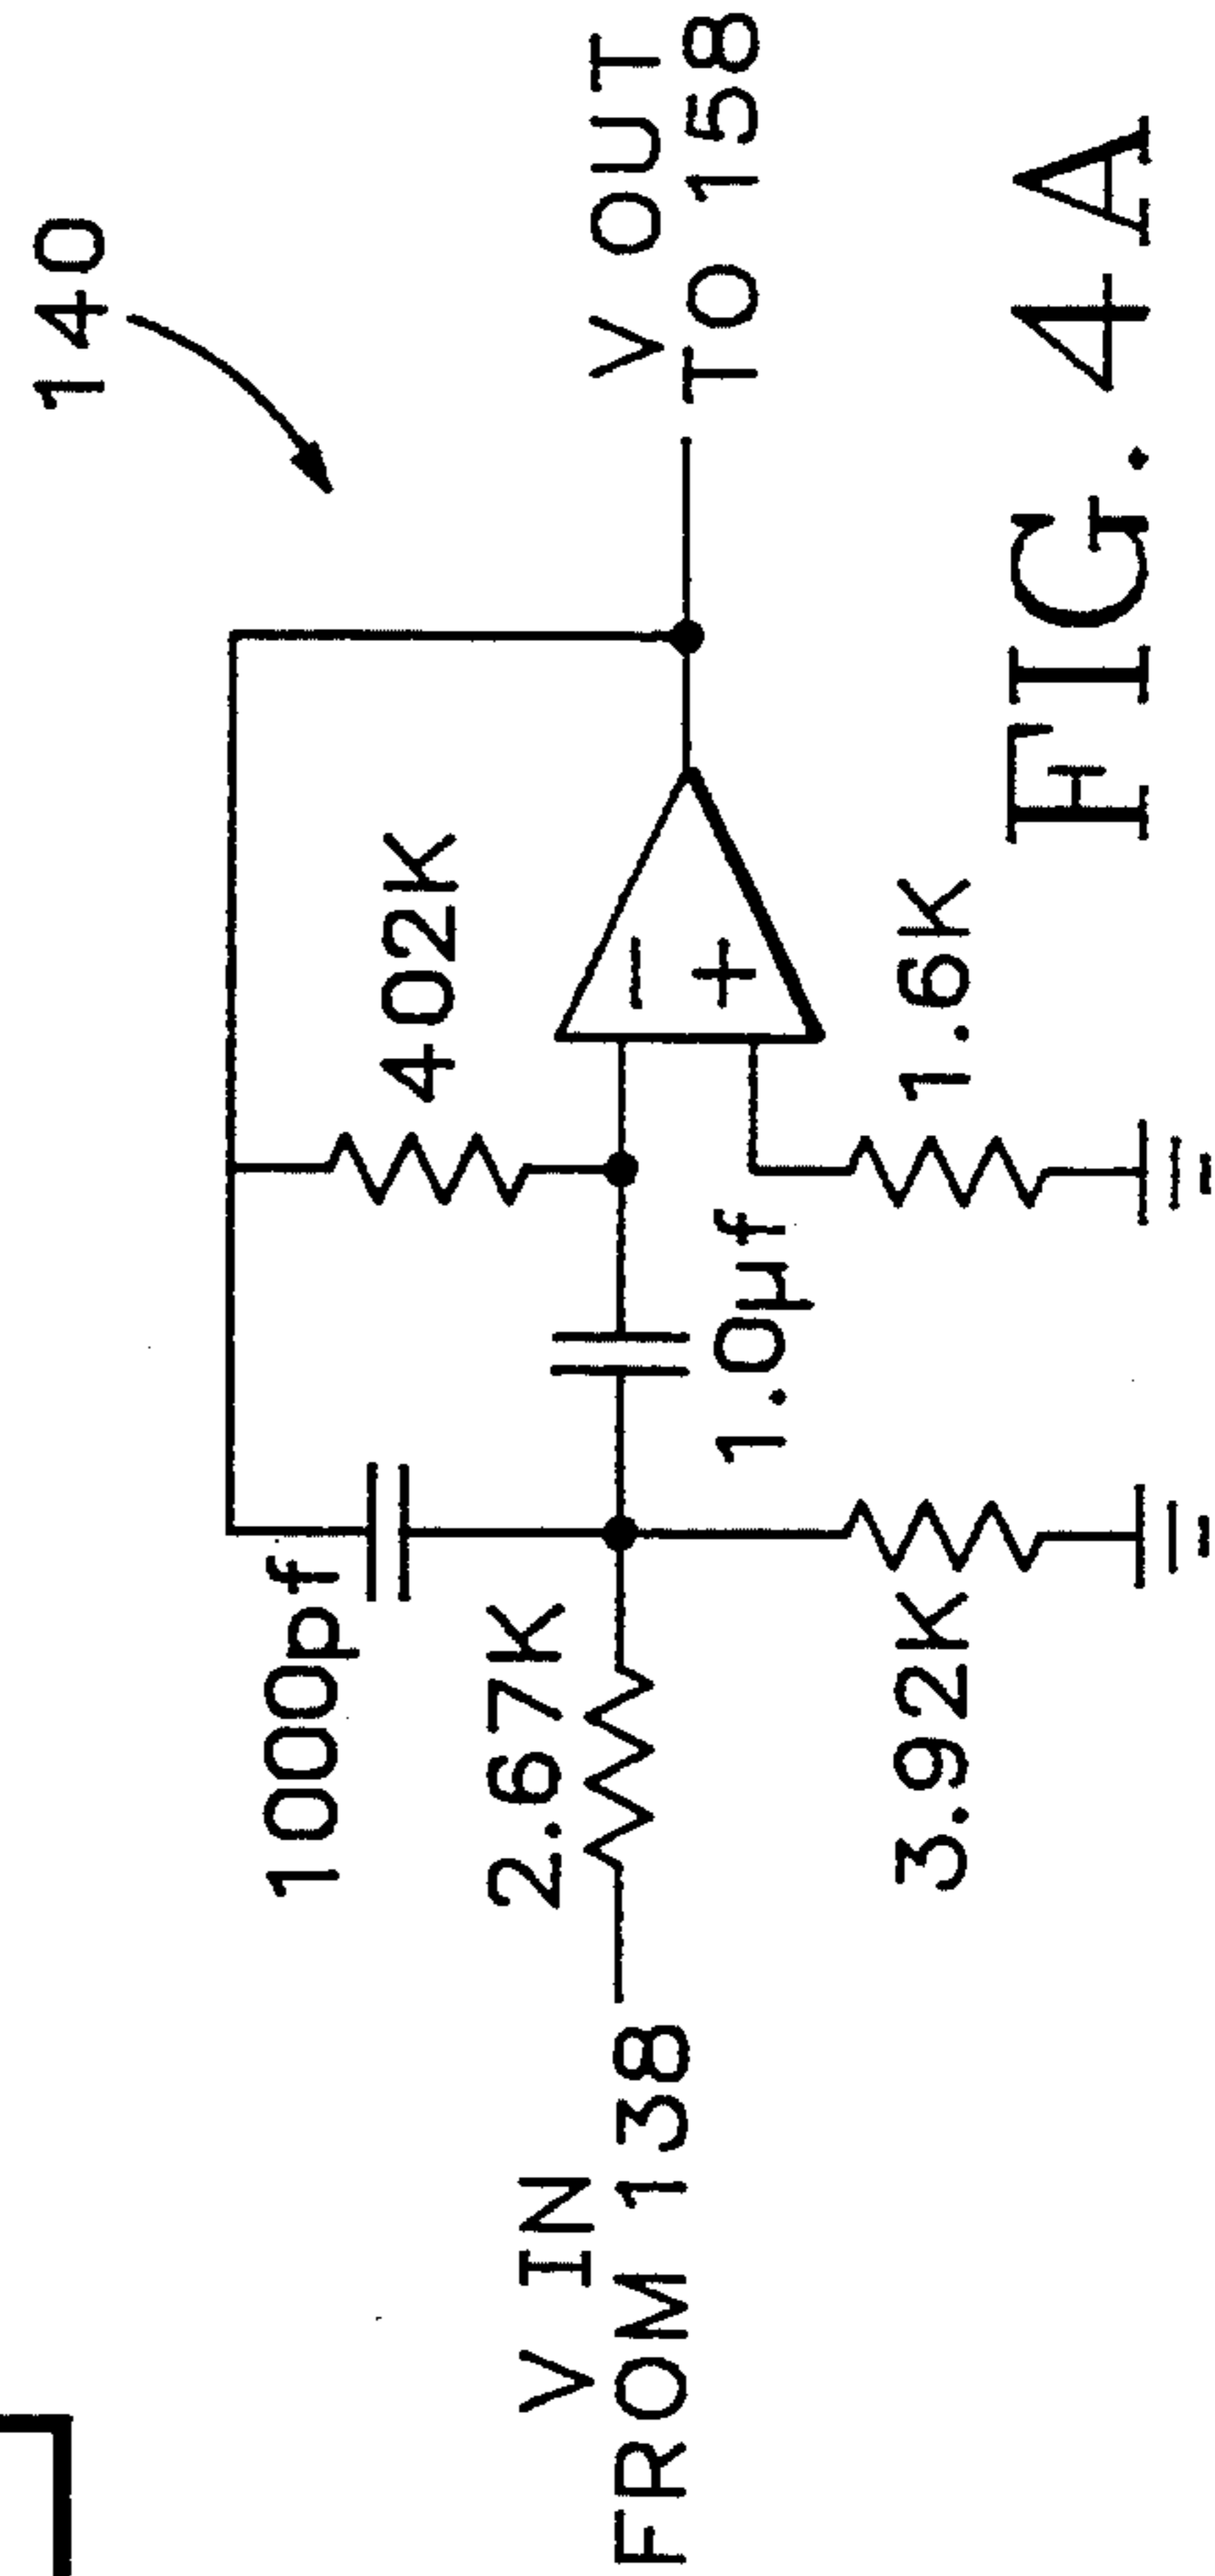 140
1000pf
402K
2.67K
V IN
FROM 138
1.0µf
−
+
V OUT
TO 158
3.92K
1.6K
FIG. 4A